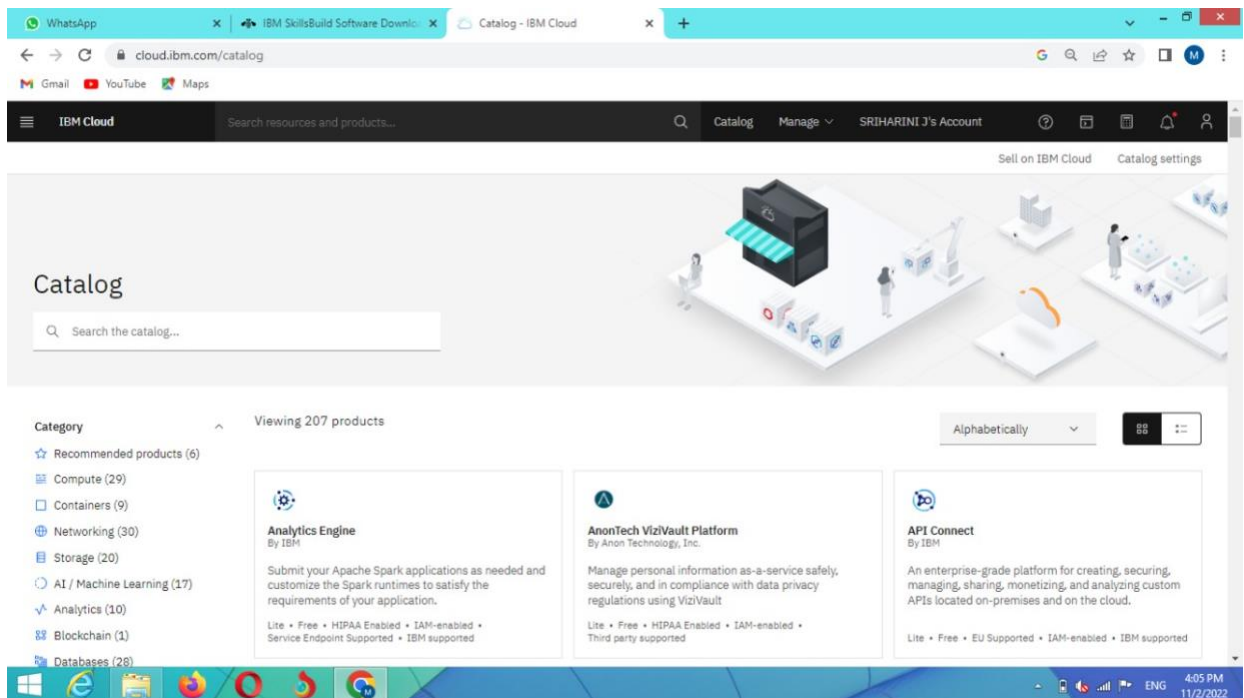 WhatsApp
IBM SkillsBuild Software Downlo
Catalog - IBM Cloud
cloud.ibm.com/catalog
M
Gmail
YouTube
Maps
IBM Cloud
Search resources and products...
Catalog
Manage
SRIHARINI J's Account
Sell on IBM Cloud
Catalog settings
Catalog
Search the catalog...
Category
Recommended products (6)
Compute (29)
Containers (9)
Networking (30)
Storage (20)
AI / Machine Learning (17)
Analytics (10)
Blockchain (1)
Databases (28)
Viewing 207 products
Alphabetically
Analytics Engine
By IBM
Submit your Apache Spark applications as needed and
customize the Spark runtimes to satisfy the
requirements of your application.
Lite • Free • HIPAA Enabled • IAM-enabled •
Service Endpoint Supported • IBM supported
AnonTech ViziVault Platform
By Anon Technology, Inc.
Manage personal information as-a-service safely,
securely, and in compliance with data privacy
regulations using ViziVault
Lite • Free • HIPAA Enabled • IAM-enabled •
Third party supported
API Connect
By IBM
An enterprise-grade platform for creating, securing,
managing, sharing, monetizing, and analyzing custom
APIs located on-premises and on the cloud.
Lite • Free • EU Supported • IAM-enabled • IBM supported
ENG
4:05 PM
11/2/2022